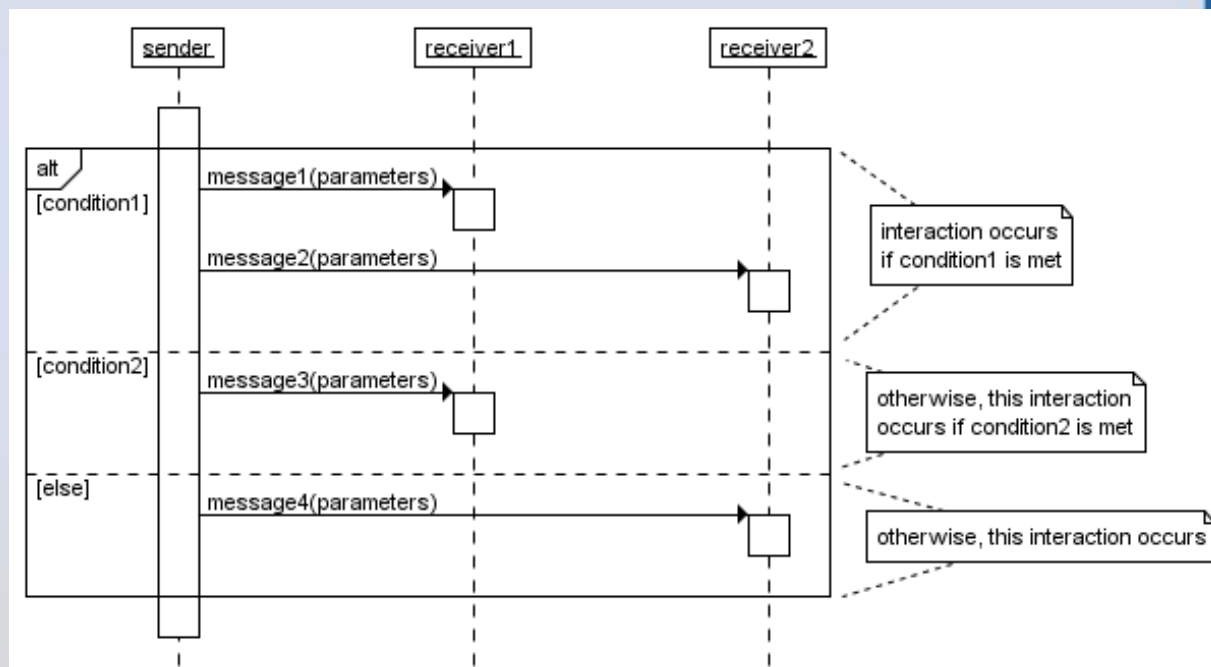 sender
receiver1
receiver2
alt
[condition1]
message1(parameters)
message2(parameters)
interaction occurs
if condition1 is met
[condition2]
message3(parameters)
otherwise, this interaction
occurs if condition2 is met
[else]
message4(parameters)
otherwise, this interaction occurs